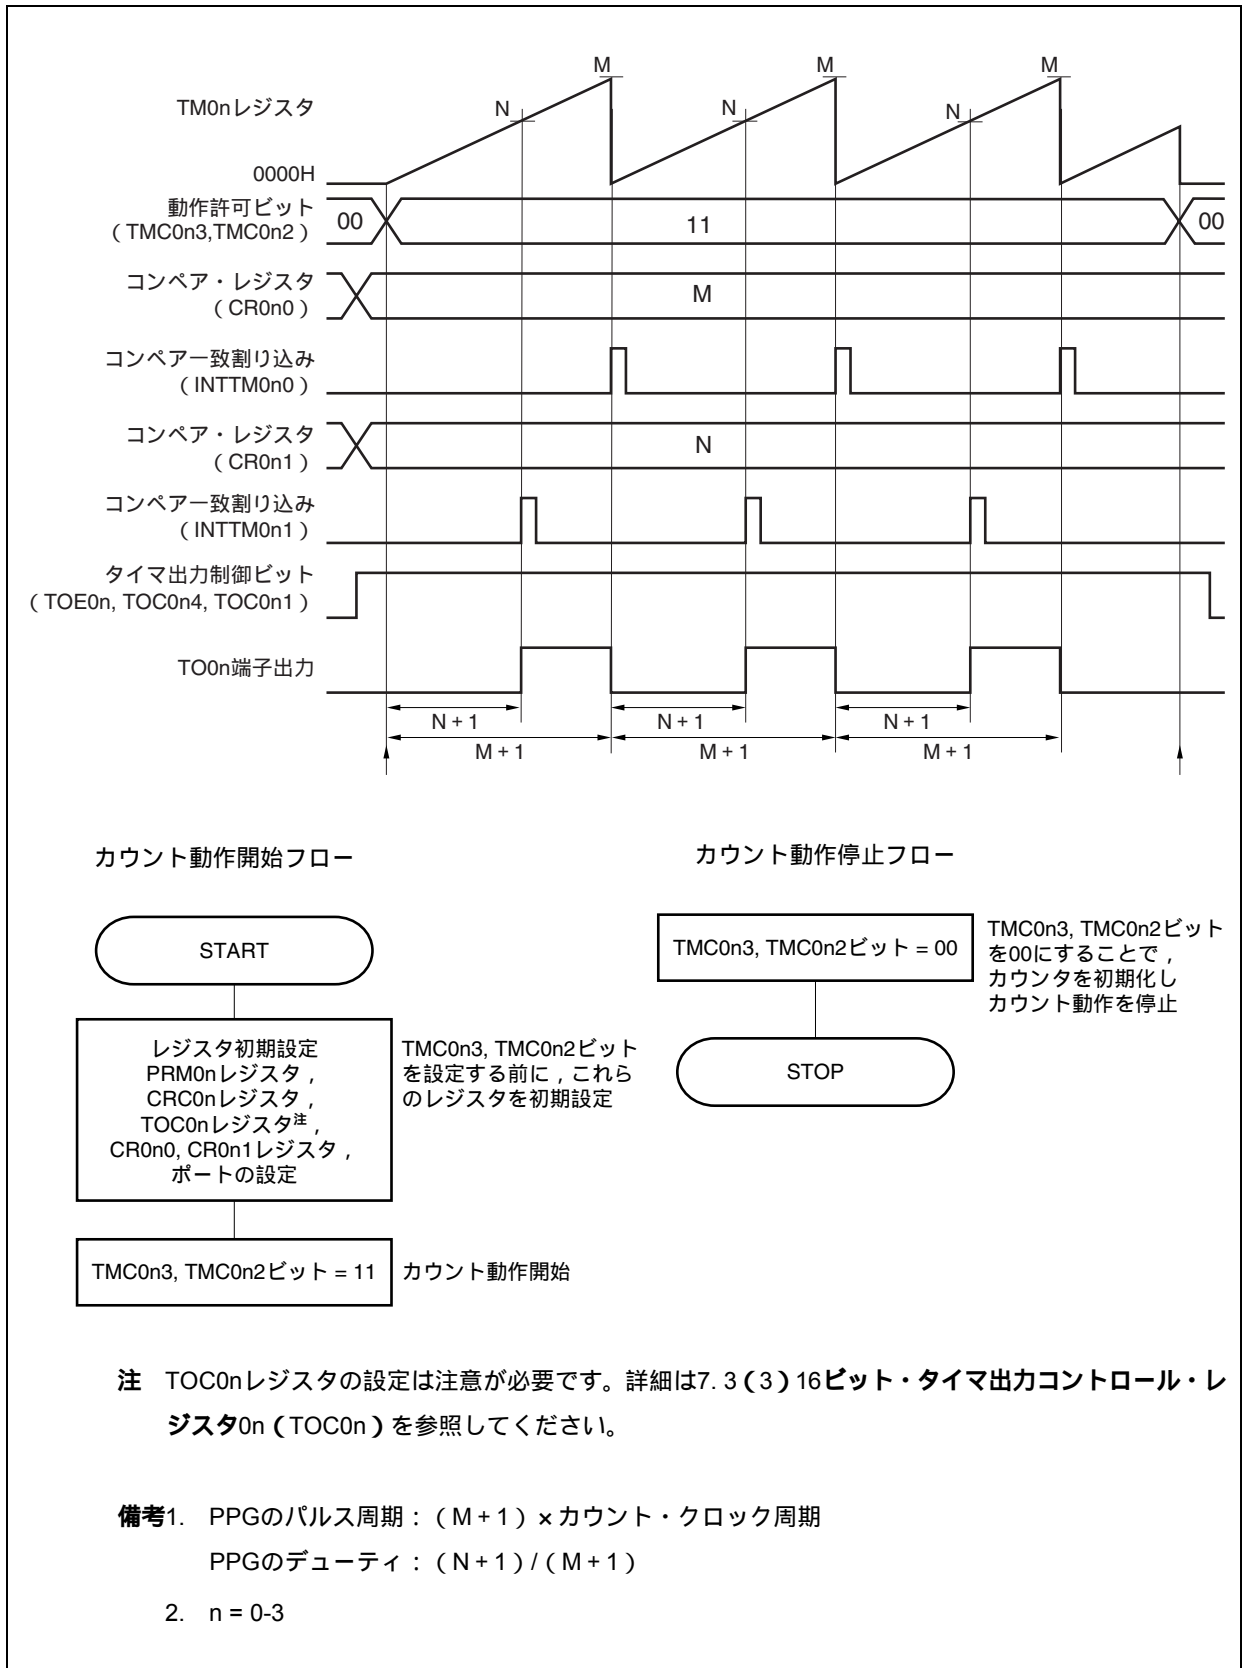 M M M
TM0nレジスタ N N N
0000H
動作許可ビット
（TMC0n3,TMC0n2） 00 11 00
コンペア・レジスタ
（CR0n0） M
コンペア一致割り込み
（INTTM0n0）
コンペア・レジスタ
（CR0n1） N
コンペア一致割り込み
（INTTM0n1）
タイマ出力制御ビット
（TOE0n, TOC0n4, TOC0n1）
TO0n端子出力
N + 1 N + 1 N + 1
M + 1 M + 1 M + 1
カウント動作開始フロー
START
レジスタ初期設定
PRM0nレジスタ，
CRC0nレジスタ，
TOC0nレジスタ注，
CR0n0, CR0n1レジスタ，
ポートの設定
TMC0n3, TMC0n2ビット
を設定する前に，これら
のレジスタを初期設定
TMC0n3, TMC0n2ビット = 11
カウント動作開始
カウント動作停止フロー
TMC0n3, TMC0n2ビット = 00
TMC0n3, TMC0n2ビット
を00にすることで，
カウンタを初期化し
カウント動作を停止
STOP
注 TOC0nレジスタの設定は注意が必要です。詳細は7. 3（3）16ビット・タイマ出力コントロール・レ
ジスタ0n（TOC0n）を参照してください。
備考1. PPGのパルス周期：（M + 1）×カウント・クロック周期
PPGのデューティ：（N + 1）/（M + 1）
2. n = 0-3